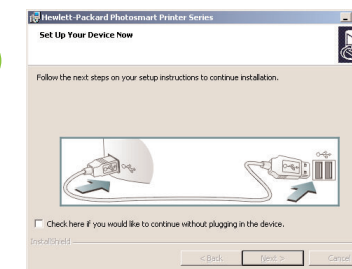 Hewlett-Packard Photosmart Printer Series
Set Up Your Device Now
Follow the next steps on your setup instructions to continue installation.
Check here if you would like to continue without plugging in the device.
InstallShield
< Back
Next >
Cancel